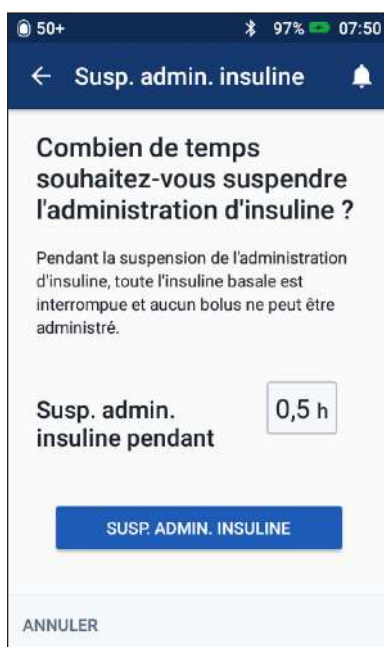 50+ 97% 07:50
Susp. admin. insuline
Combien de temps
souhaitez-vous suspendre
l'administration d'insuline ?
Pendant la suspension de l'administration
d'insuline, toute l'insuline basale est
interrompue et aucun bolus ne peut être
administré.
Susp. admin.
insuline pendant
0,5 h
SUSP. ADMIN. INSULINE
ANNULER